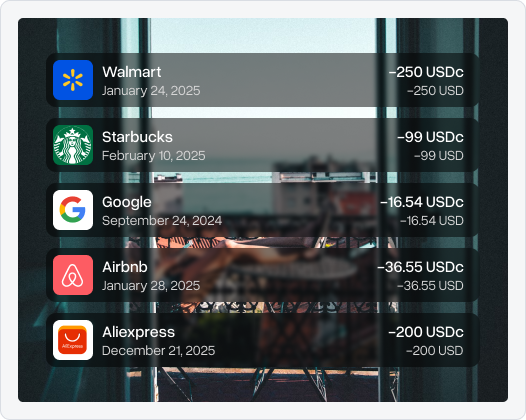 Walmart
-250 USDc
January 24, 2025
-250 USD
Starbucks
-99 USDc
February 10, 2025
-99 USD
Google
-16.54 USDc
September 24, 2024
-16.54 USD
Airbnb
-36.55 USDc
January 28, 2025
-36.55 USD
AliExpress
Aliexpress
-200 USDc
December 21, 2025
-200 USD